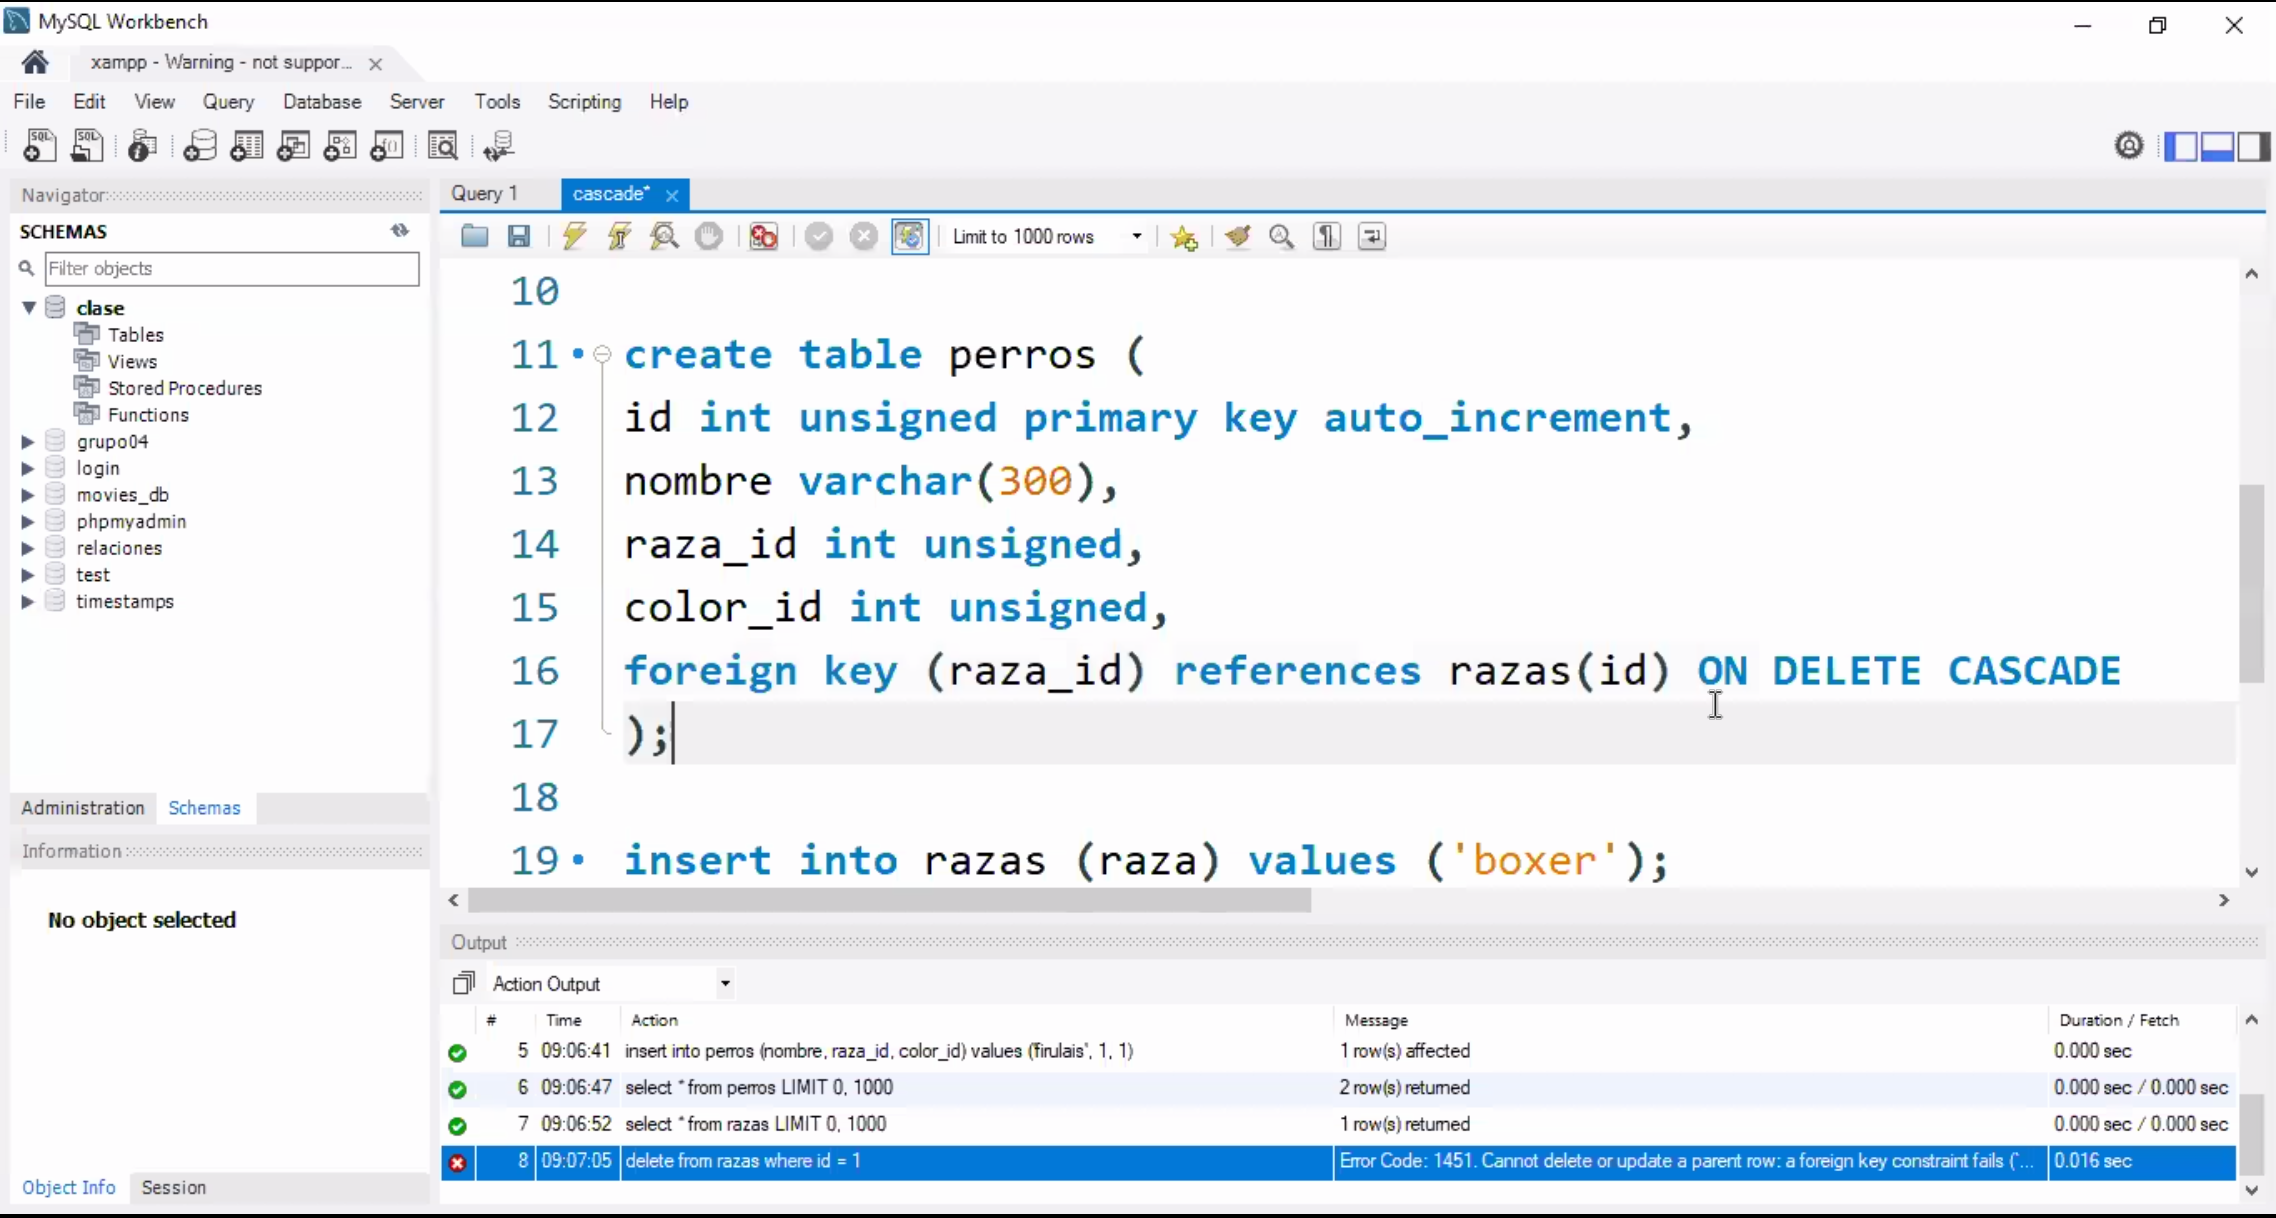 MySQL Workbench
xampp - Warning - not suppor...
File Edit View Query Database Server Tools Scripting Help
Navigator
SCHEMAS
Filter objects
clase
Tables
Views
Stored Procedures
Functions
grupo04
login
movies_db
phpmyadmin
relaciones
test
timestamps
Administration Schemas
Information
No object selected
Object Info Session
Query 1 cascade*
Limit to 1000 rows
10
11 create table perros (
12 id int unsigned primary key auto_increment,
13 nombre varchar(300),
14 raza_id int unsigned,
15 color_id int unsigned,
16 foreign key (raza_id) references razas(id) ON DELETE CASCADE
17 );
18
19 insert into razas (raza) values ('boxer');
Output
Action Output
# Time Action Message Duration / Fetch
5 09:06:41 insert into perros (nombre, raza_id, color_id) values ('firulais', 1, 1) 1 row(s) affected 0.000 sec
6 09:06:47 select * from perros LIMIT 0, 1000 2 row(s) returned 0.000 sec / 0.000 sec
7 09:06:52 select * from razas LIMIT 0, 1000 1 row(s) returned 0.000 sec / 0.000 sec
8 09:07:05 delete from razas where id = 1 Error Code: 1451. Cannot delete or update a parent row: a foreign key constraint fails (`... 0.016 sec